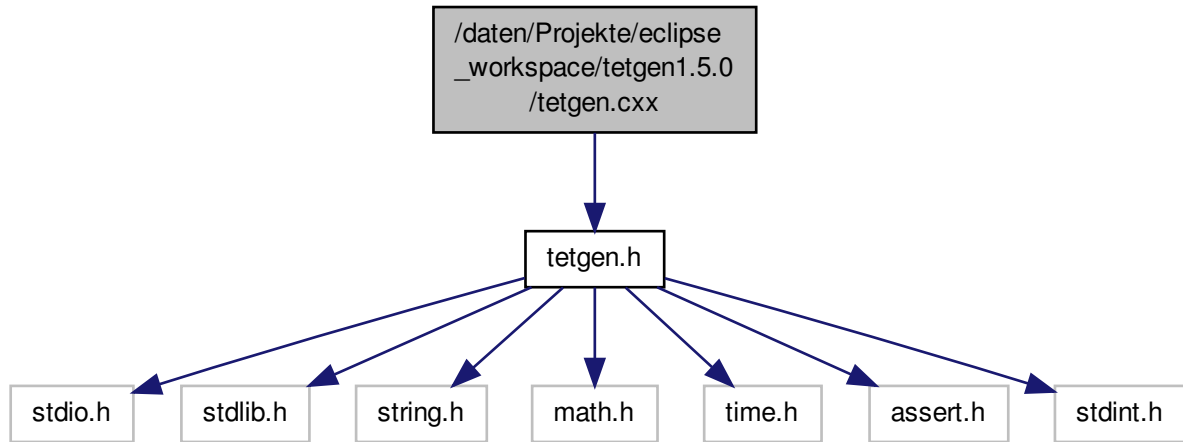 /daten/Projekte/eclipse
_workspace/tetgen1.5.0
/tetgen.cxx
tetgen.h
stdio.h
stdlib.h
string.h
math.h
time.h
assert.h
stdint.h